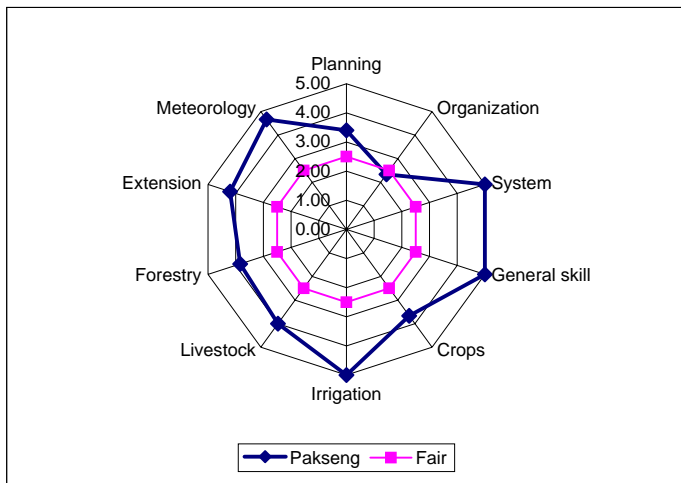 Planning
5.00
Meteorology
4.00
Organization
3.00
Extension
2.00
System
1.00
0.00
Forestry
General skill
Livestock
Crops
Irrigation
Pakseng
Fair